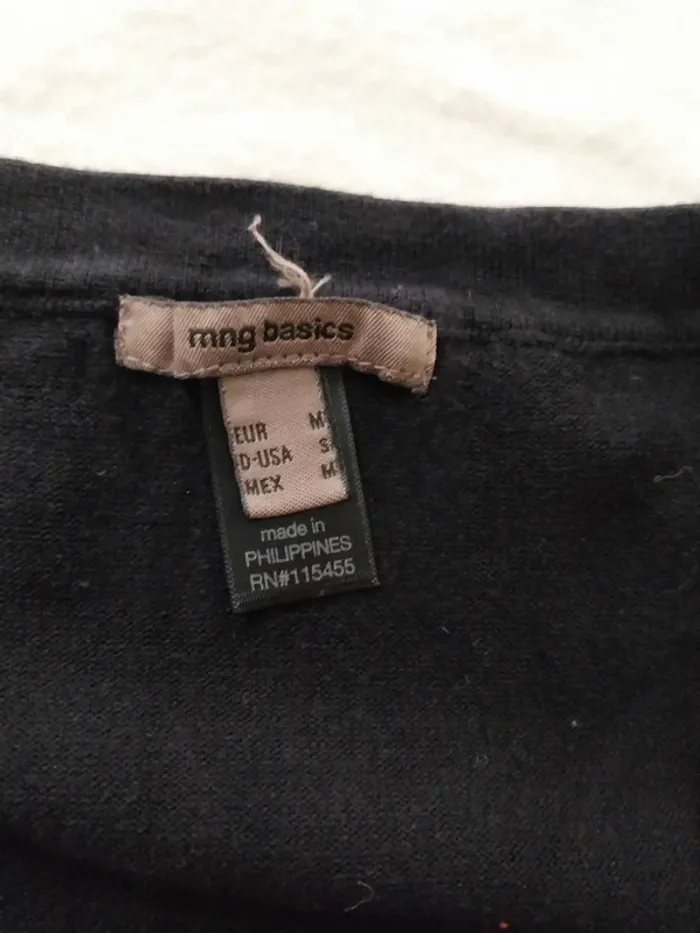 mng basics
EUR M
D-USA S
MEX M
made in
PHILIPPINES
RN#115455